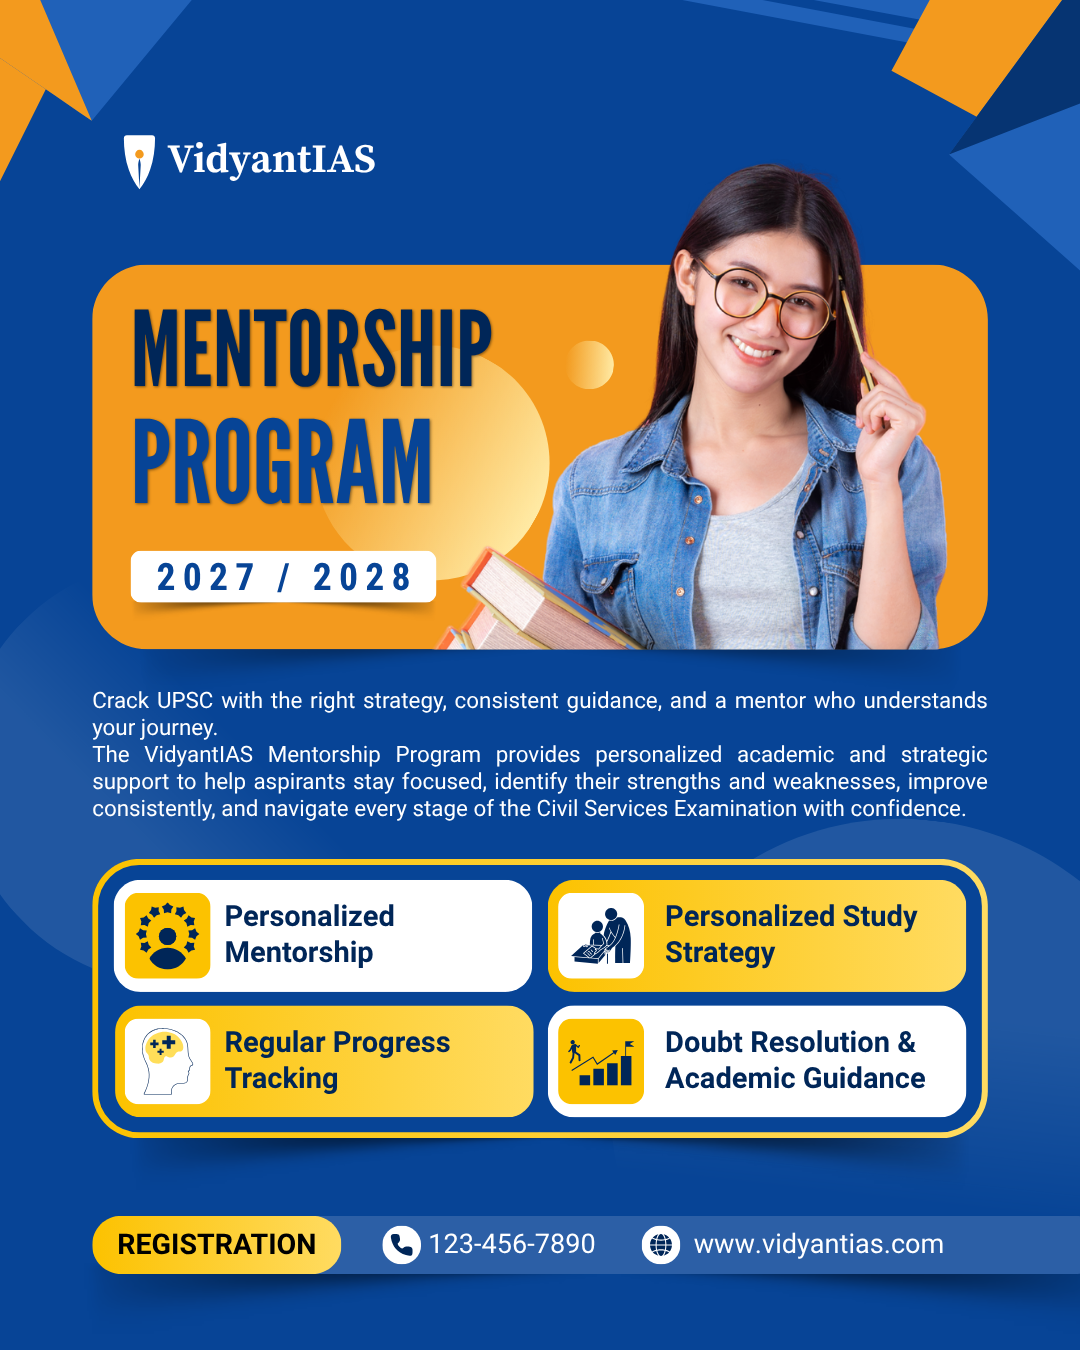 VidyantIAS
MENTORSHIP
PROGRAM
2027 / 2028
Crack UPSC with the right strategy, consistent guidance, and a mentor who understands
your journey.
The VidyantIAS Mentorship Program provides personalized academic and strategic
support to help aspirants stay focused, identify their strengths and weaknesses, improve
consistently, and navigate every stage of the Civil Services Examination with confidence.
Personalized
Mentorship
Personalized Study
Strategy
Regular Progress
Tracking
Doubt Resolution &
Academic Guidance
REGISTRATION
123-456-7890
www.vidyantias.com